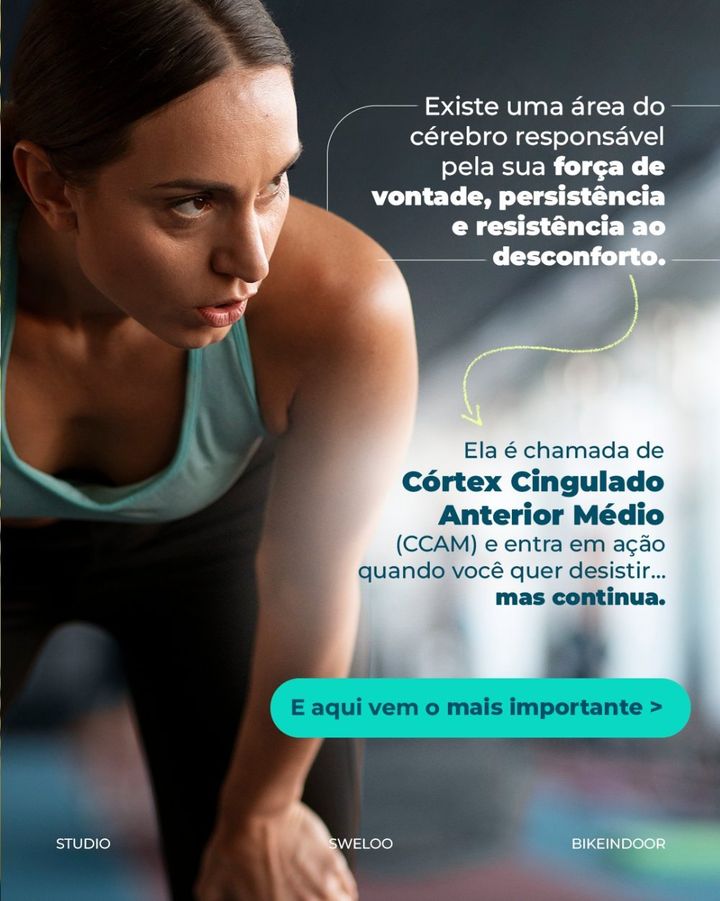 Existe uma área do
cérebro responsável
pela sua força de
vontade, persistência
e resistência ao
desconforto.
Ela é chamada de
Córtex Cingulado
Anterior Médio
(CCAM) e entra em ação
quando você quer desistir...
mas continua.
E aqui vem o mais importante >
STUDIO
SWELOO
BIKEINDOOR